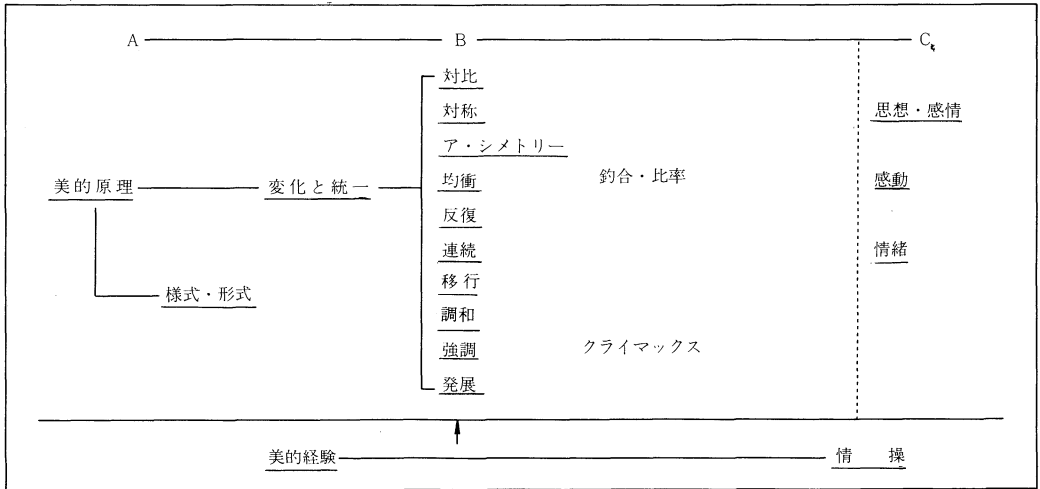 A B C
対比
対称 思想・感情
ア・シメトリー
美的原理 変化と統一 均衡 釣合・比率 感動
反復
連続 情緒
移行
様式・形式
調和
強調 クライマックス
発展
美的経験 情操